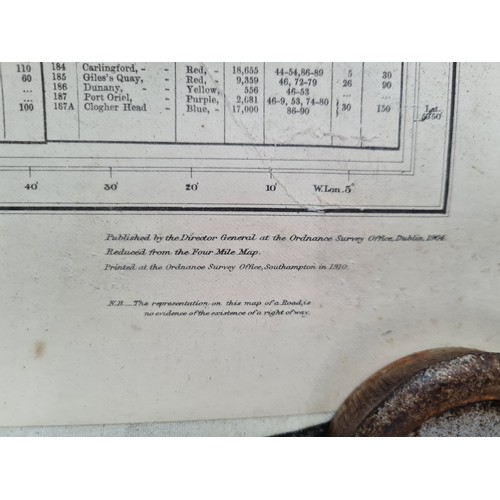 110 184 Carlingford, - - Red, - 18,655 44-54, 86-89 5 30
60 185 Giles's Quay, - Red, - 9,359 46, 72-79 26 90
... 186 Dunany, - - Yellow, 556 46-53 ... ...
... 187 Port Oriel, - Purple, 2,681 46-9, 53, 74-80 30 150
100 187A Clogher Head - Blue, - 17,000 86-90
Lat.
40' 30' 20' 10' W. Lon. 5°
Published by the Director General at the Ordnance Survey Office, Dublin, 1904.
Reduced from the Four Mile Map.
Printed at the Ordnance Survey Office, Southampton in 1910.
N.B. The representation on this map of a Road, is
no evidence of the existence of a right of way.